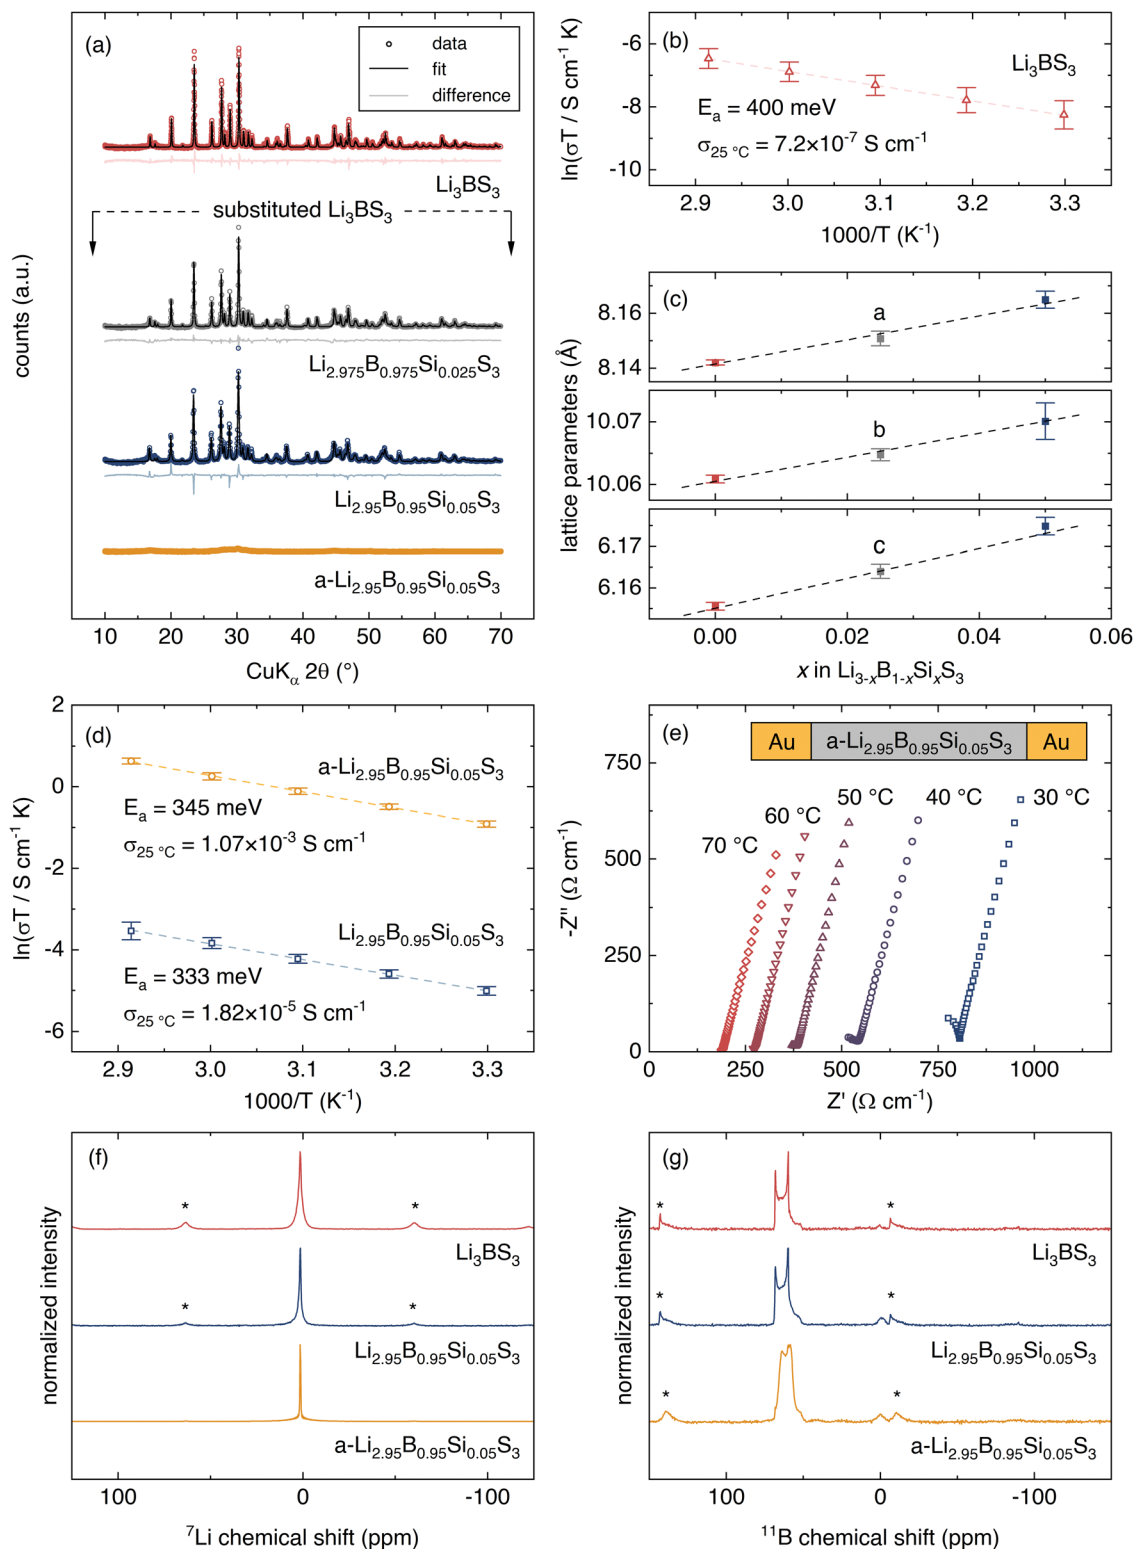 (a)
data
fit
difference
Li₃BS₃
substituted Li₃BS₃
Li₂.₉₇₅B₀.₉₇₅Si₀.₀₂₅S₃
Li₂.₉₅B₀.₉₅Si₀.₀₅S₃
a-Li₂.₉₅B₀.₉₅Si₀.₀₅S₃
counts (a.u.)
10 20 30 40 50 60 70
CuKα 2θ (°)
(b)
Li₃BS₃
Eₐ = 400 meV
σ₂₅ °C = 7.2×10⁻⁷ S cm⁻¹
ln(σT / S cm⁻¹ K)
-6
-8
-10
2.9 3.0 3.1 3.2 3.3
1000/T (K⁻¹)
(c)
a
8.16
8.14
b
10.07
10.06
c
6.17
6.16
lattice parameters (Å)
0.00 0.02 0.04 0.06
x in Li₃₋ₓB₁₋ₓSiₓS₃
(d)
a-Li₂.₉₅B₀.₉₅Si₀.₀₅S₃
Eₐ = 345 meV
σ₂₅ °C = 1.07×10⁻³ S cm⁻¹
Li₂.₉₅B₀.₉₅Si₀.₀₅S₃
Eₐ = 333 meV
σ₂₅ °C = 1.82×10⁻⁵ S cm⁻¹
ln(σT / S cm⁻¹ K)
2
0
-2
-4
-6
2.9 3.0 3.1 3.2 3.3
1000/T (K⁻¹)
(e)
Au a-Li₂.₉₅B₀.₉₅Si₀.₀₅S₃ Au
70 °C 60 °C 50 °C 40 °C 30 °C
-Z'' (Ω cm⁻¹)
750
500
250
0
0 250 500 750 1000
Z' (Ω cm⁻¹)
(f)
* *
Li₃BS₃
* *
Li₂.₉₅B₀.₉₅Si₀.₀₅S₃
a-Li₂.₉₅B₀.₉₅Si₀.₀₅S₃
normalized intensity
100 0 -100
⁷Li chemical shift (ppm)
(g)
* *
Li₃BS₃
* *
Li₂.₉₅B₀.₉₅Si₀.₀₅S₃
* *
a-Li₂.₉₅B₀.₉₅Si₀.₀₅S₃
normalized intensity
100 0 -100
¹¹B chemical shift (ppm)